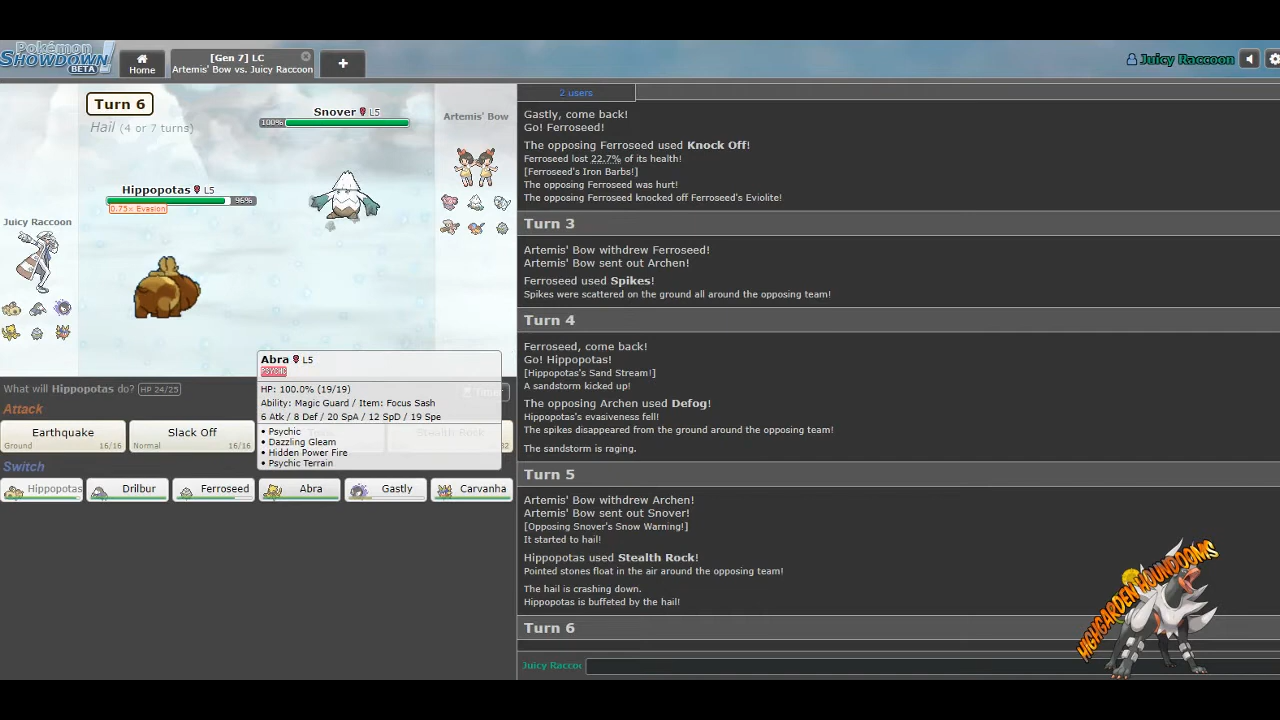 Pokémon
SHOWDOWN
BETA
Home
[Gen 7] LC
Artemis' Bow vs. Juicy Raccoon
+
Juicy Raccoon
Turn 6
Hail (4 or 7 turns)
Snover L5
100%
Artemis' Bow
Hippopotas L5
96%
0.75× Evasion
Juicy Raccoon
What will Hippopotas do? HP 24/25
Attack
Earthquake
Ground 16/16
Slack Off
Normal 16/16
Stealth Rock
Switch
Hippopotas
Drilbur
Ferroseed
Abra
Gastly
Carvanha
Abra L5
PSYCHC
HP: 100.0% (19/19)
Ability: Magic Guard / Item: Focus Sash
6 Atk / 8 Def / 20 SpA / 12 SpD / 19 Spe
• Psychic
• Dazzling Gleam
• Hidden Power Fire
• Psychic Terrain
2 users
Gastly, come back!
Go! Ferroseed!
The opposing Ferroseed used Knock Off!
Ferroseed lost 22.7% of its health!
[Ferroseed's Iron Barbs!]
The opposing Ferroseed was hurt!
The opposing Ferroseed knocked off Ferroseed's Eviolite!
Turn 3
Artemis' Bow withdrew Ferroseed!
Artemis' Bow sent out Archen!
Ferroseed used Spikes!
Spikes were scattered on the ground all around the opposing team!
Turn 4
Ferroseed, come back!
Go! Hippopotas!
[Hippopotas's Sand Stream!]
A sandstorm kicked up!
The opposing Archen used Defog!
Hippopotas's evasiveness fell!
The spikes disappeared from the ground around the opposing team!
The sandstorm is raging.
Turn 5
Artemis' Bow withdrew Archen!
Artemis' Bow sent out Snover!
[Opposing Snover's Snow Warning!]
It started to hail!
Hippopotas used Stealth Rock!
Pointed stones float in the air around the opposing team!
The hail is crashing down.
Hippopotas is buffeted by the hail!
Turn 6
Juicy Raccoo
HIGHGARDEN HOUNDOOMS